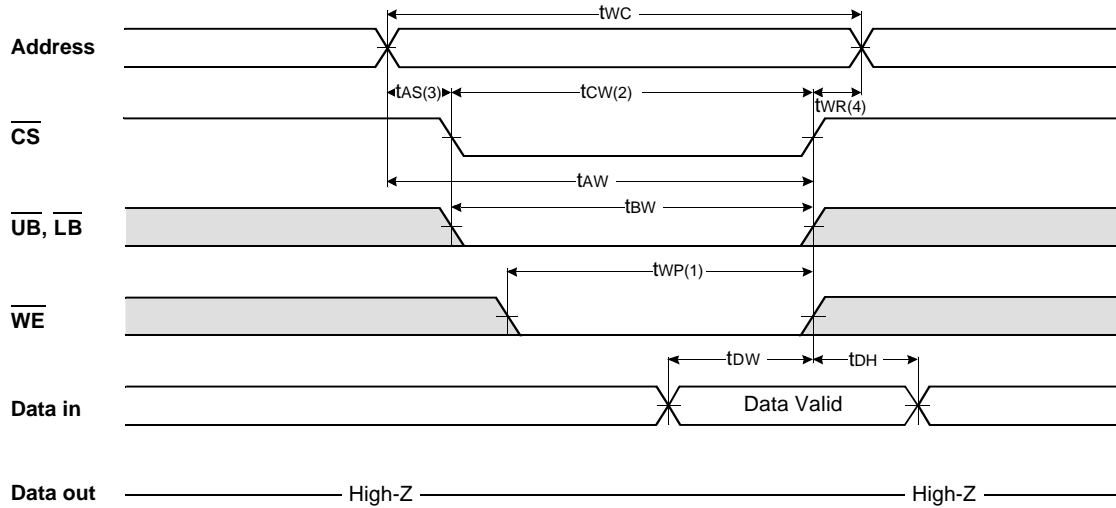 tWC
Address
tAS(3) tCW(2) tWR(4)
CS
tAW
tBW
UB, LB
tWP(1)
WE
tDW tDH
Data in Data Valid
Data out High-Z High-Z